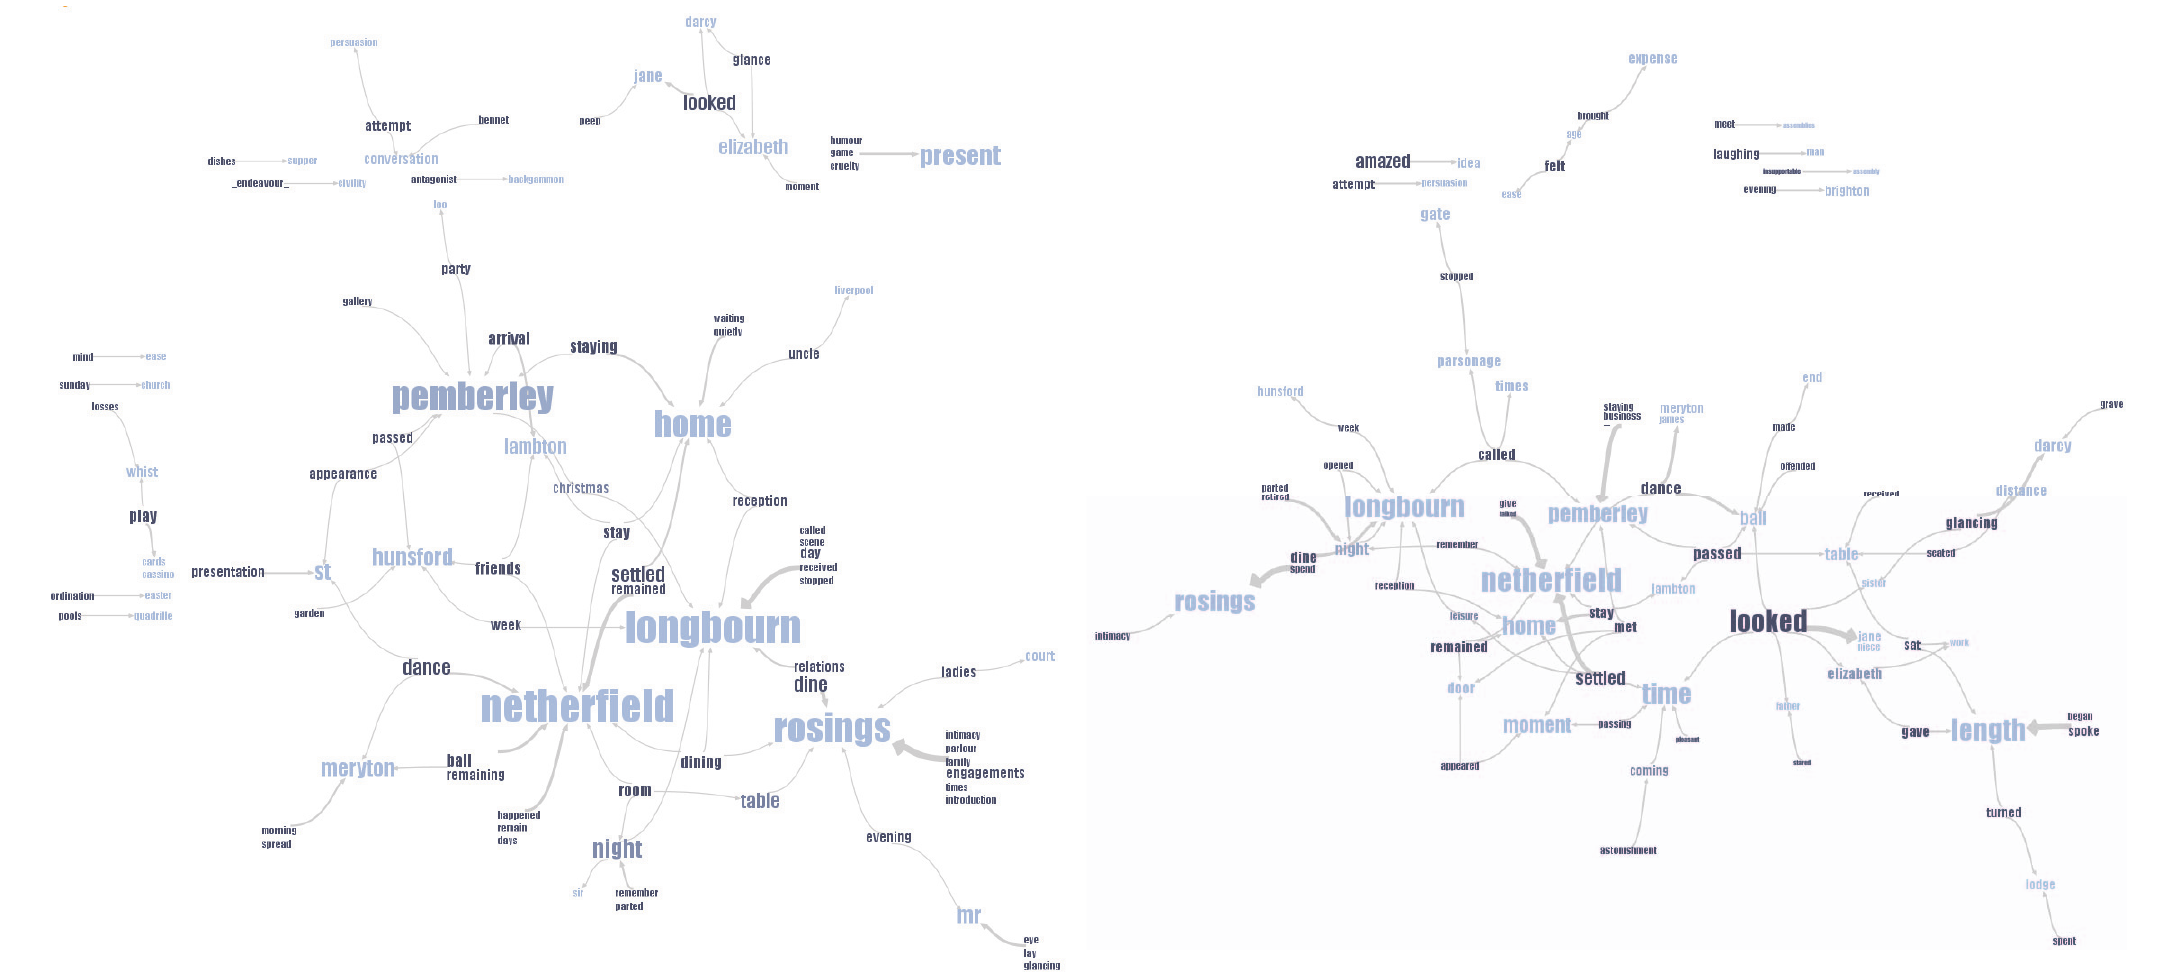 darcy
persuasion
glance
jane
looked
peep
attempt
bennet
elizabeth
humour
game
cruelty
present
conversation
dishes
supper
_endeavour_
civility
antagonist
backgammon
moment
loo
party
gallery
liverpool
waiting
quietly
arrival
staying
uncle
mind
ease
sunday
church
losses
pemberley
home
passed
lambton
whist
appearance
christmas
reception
play
stay
called
scene
day
received
stopped
cards
cassino
presentation
st
hunsford
friends
settled
remained
ordination
easter
pools
quadrille
garden
week
longbourn
dance
relations
dine
ladies
court
netherfield
rosings
meryton
ball
remaining
dining
intimacy
parlour
family
engagements
times
introduction
room
table
happened
remain
days
morning
spread
evening
night
sir
remember
parted
mr
eye
lay
glancing
expense
brought
age
meet
assemblies
amazed
idea
felt
laughing
man
attempt
persuasion
ease
insupportable
assembly
evening
brighton
gate
stopped
parsonage
times
end
hunsford
staying
business
_
meryton
james
grave
week
made
darcy
called
opened
offended
parted
retired
dance
received
distance
longbourn
give
pemberley
ball
glancing
night
remember
passed
table
seated
dine
spend
netherfield
reception
lambton
sister
rosings
leisure
stay
looked
intimacy
home
met
jane
niece
remained
sat
work
settled
elizabeth
door
time
father
moment
passing
gave
length
began
spoke
pleasant
appeared
coming
stirred
turned
astonishment
lodge
spent